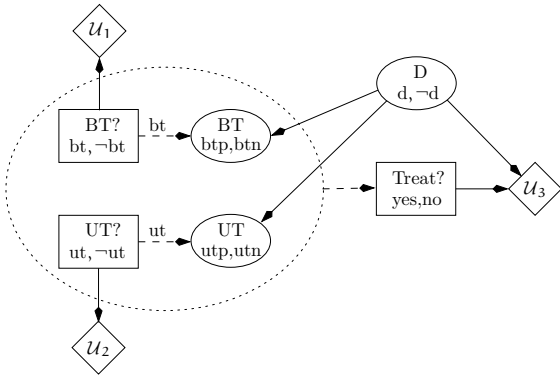 𝒰₁
D
d,¬d
BT?
bt,¬bt
bt
BT
btp,btn
Treat?
yes,no
𝒰₃
UT?
ut,¬ut
ut
UT
utp,utn
𝒰₂